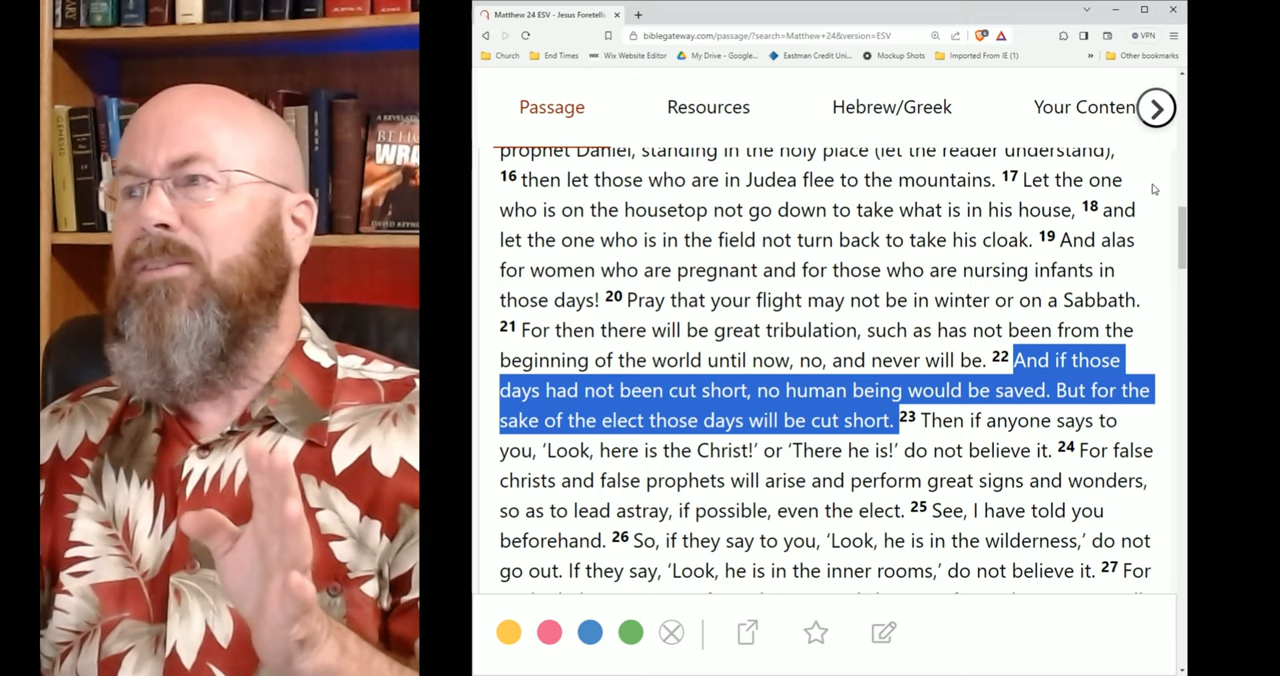 GENESIS
A REVELA
BEHO
WRA
DAVID REYNO
Matthew 24 ESV - Jesus Foretells
biblegateway.com/passage/?search=Matthew+24&version=ESV
VPN
Church
End Times
WIX Wix Website Editor
My Drive - Google...
Eastman Credit Uni...
Mockup Shots
Imported From IE (1)
»
Other bookmarks
Passage
Resources
Hebrew/Greek
Your Conten
prophet Daniel, standing in the holy place (let the reader understand),
16 then let those who are in Judea flee to the mountains. 17 Let the one
who is on the housetop not go down to take what is in his house, 18 and
let the one who is in the field not turn back to take his cloak. 19 And alas
for women who are pregnant and for those who are nursing infants in
those days! 20 Pray that your flight may not be in winter or on a Sabbath.
21 For then there will be great tribulation, such as has not been from the
beginning of the world until now, no, and never will be. 22 And if those
days had not been cut short, no human being would be saved. But for the
sake of the elect those days will be cut short. 23 Then if anyone says to
you, ‘Look, here is the Christ!’ or ‘There he is!’ do not believe it. 24 For false
christs and false prophets will arise and perform great signs and wonders,
so as to lead astray, if possible, even the elect. 25 See, I have told you
beforehand. 26 So, if they say to you, ‘Look, he is in the wilderness,’ do not
go out. If they say, ‘Look, he is in the inner rooms,’ do not believe it. 27 For